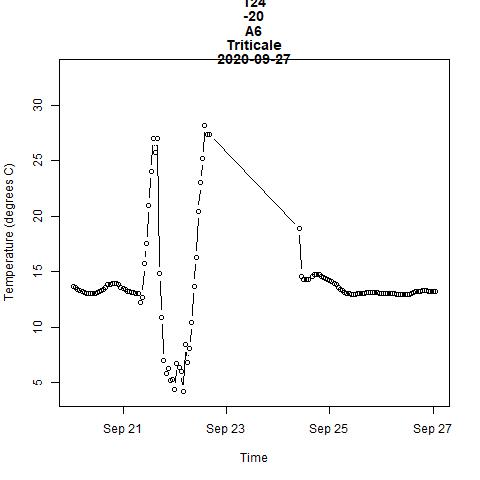 T24
-20
A6
Triticale
2020-09-27
Temperature (degrees C)
30
25
20
15
10
5
Sep 21
Sep 23
Sep 25
Sep 27
Time